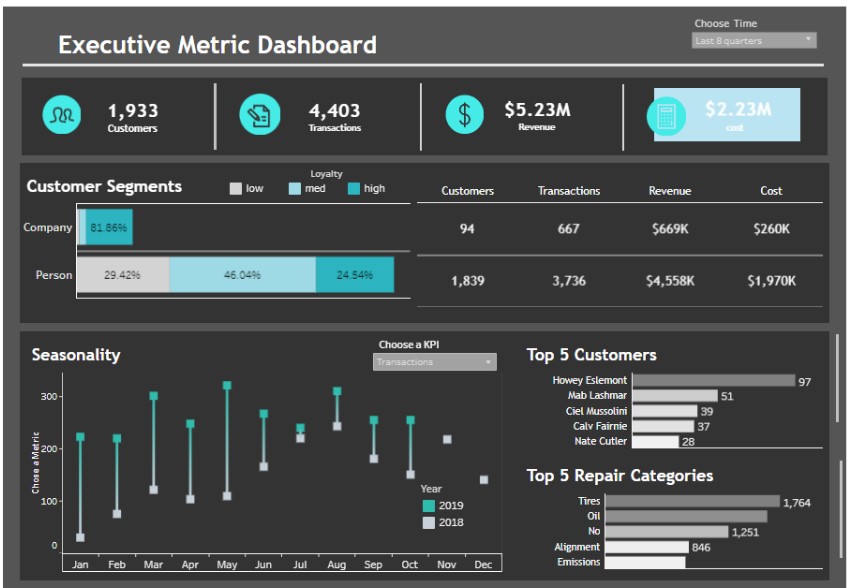 Choose Time
Executive Metric Dashboard
Last 8 quarters
1,933
Customers
4,403
Transactions
$5.23M
Revenue
$2.23M
cost
Customer Segments
Loyalty
low
med
high
Customers Transactions Revenue Cost
Company 81.86% 94 667 $669K $260K
Person 29.42% 46.04% 24.54% 1,839 3,736 $4,558K $1,970K
Seasonality
Choose a KPI
Transactions
Chose a Metric
300
200
100
0
Year
2019
2018
Jan Feb Mar Apr May Jun Jul Aug Sep Oct Nov Dec
Top 5 Customers
Howey Eslemont 97
Mab Lashmar 51
Ciel Mussolini 39
Calv Fairnie 37
Nate Cutler 28
Top 5 Repair Categories
Tires 1,764
Oil
No 1,251
Alignment 846
Emissions